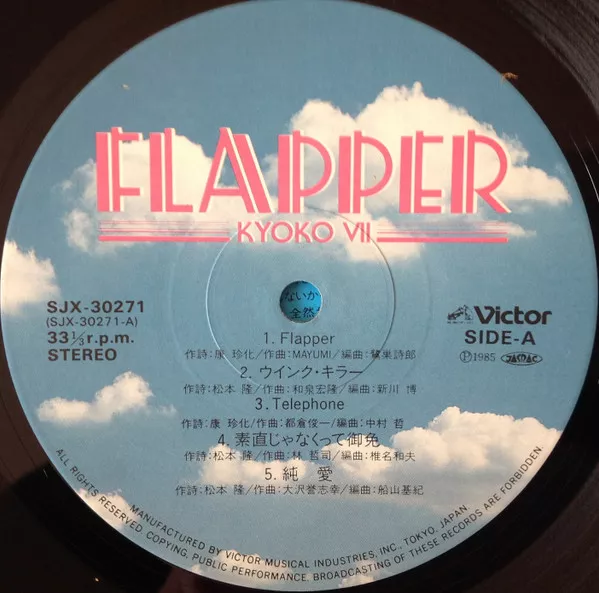 FLAPPER
KYOKO VII
SJX-30271
(SJX-30271-A)
33⅓r.p.m.
STEREO
Victor
SIDE-A
Ⓟ1985 JASRAC
ないか
全然
1. Flapper
作詩:康 珍化/作曲:MAYUMI/編曲:鷺巣詩郎
2. ウインク・キラー
作詩:松本 隆/作曲:和泉宏隆/編曲:新川 博
3. Telephone
作詩:康 珍化/作曲:都倉俊一/編曲:中村 哲
4. 素直じゃなくって御免
作詩:松本 隆/作曲:林 哲司/編曲:椎名和夫
5. 純 愛
作詩:松本 隆/作曲:大沢誉志幸/編曲:船山基紀
MANUFACTURED BY VICTOR MUSICAL INDUSTRIES, INC., TOKYO, JAPAN
ALL RIGHTS RESERVED. COPYING, PUBLIC PERFORMANCE, BROADCASTING OF THESE RECORDS ARE FORBIDDEN.